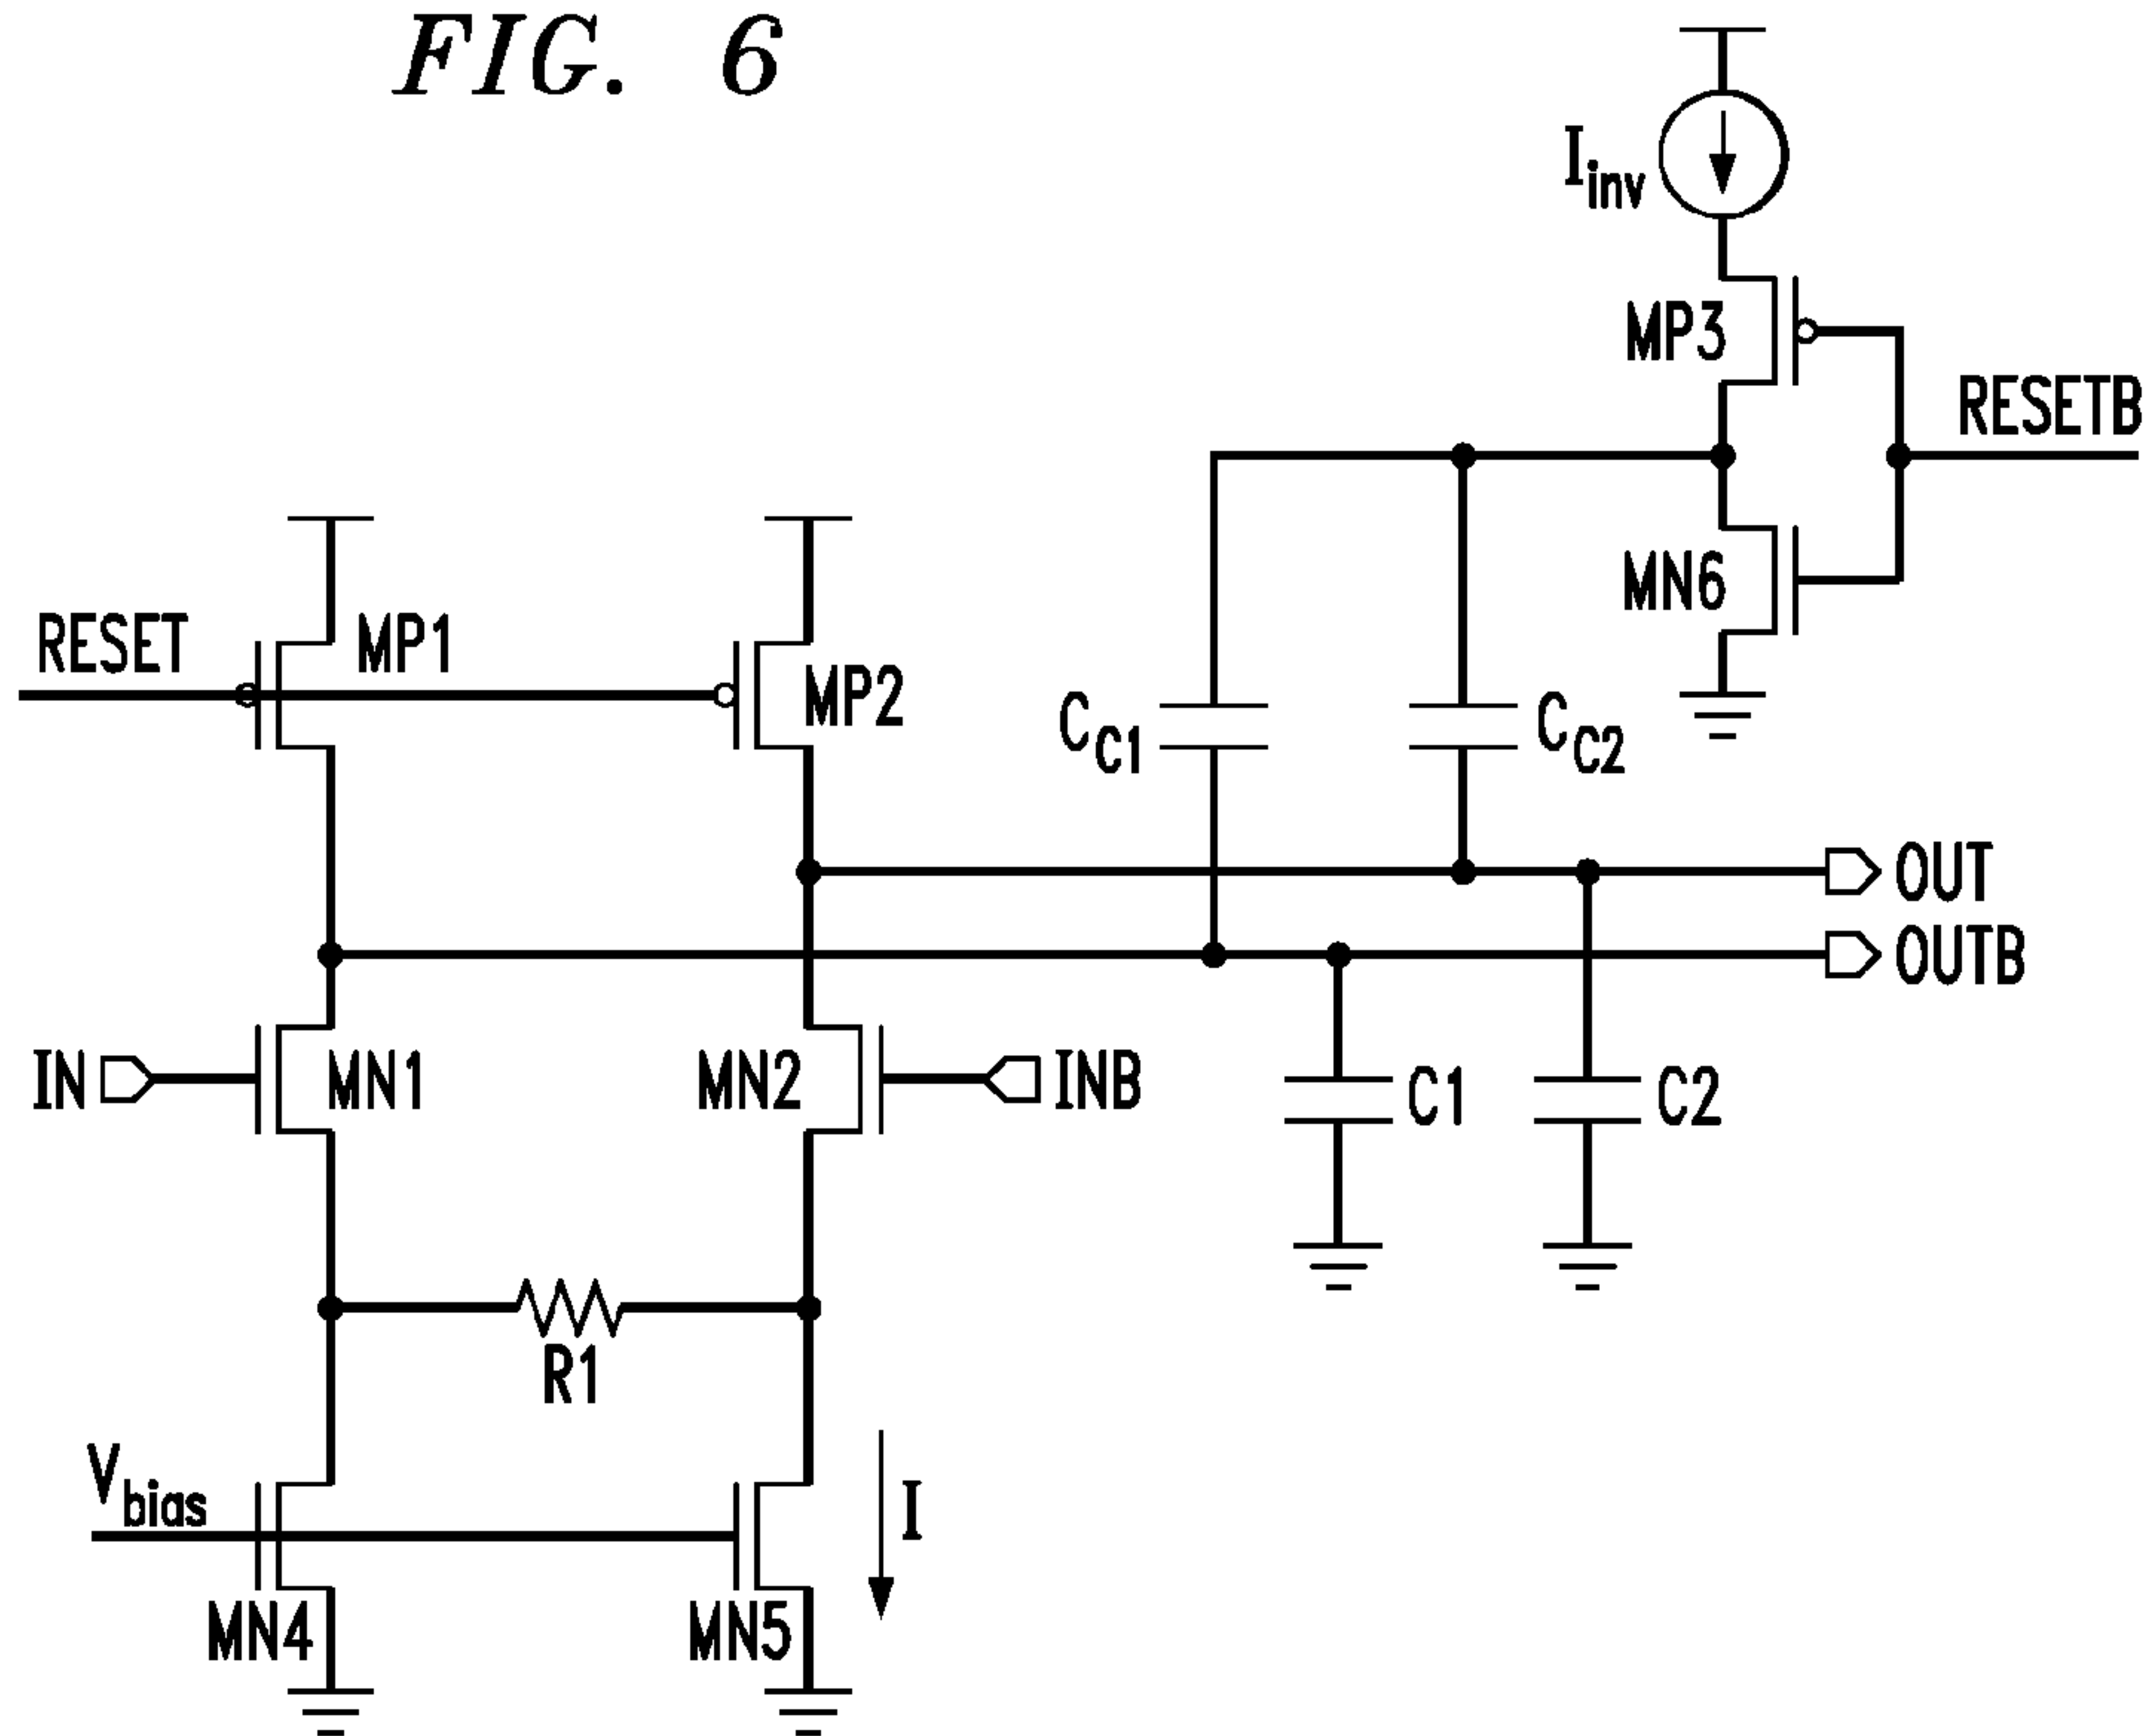 FIG. 6
Iinv
MP3
RESETB
MN6
RESET
MP1
MP2
CC1
CC2
OUT
OUTB
IN
MN1
MN2
INB
C1
C2
R1
Vbias
I
MN4
MN5